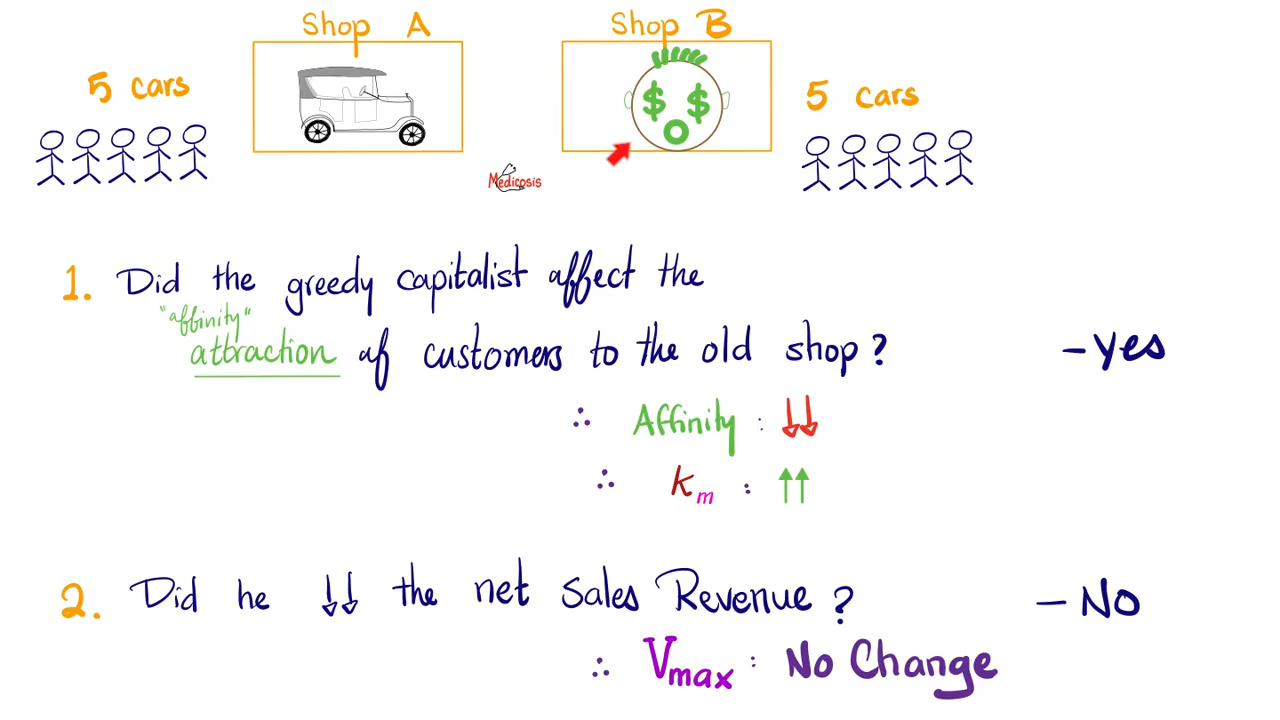 Shop A
Shop B
5 cars
5 cars
$ $
Medicosis
1. Did the greedy capitalist affect the
"affinity"
attraction af customers to the old shop? - yes
∴ Affinity : ↓↓
∴ Km : ↑↑
2. Did he ↓↓ the net sales Revenue? - No
∴ Vmax : No Change